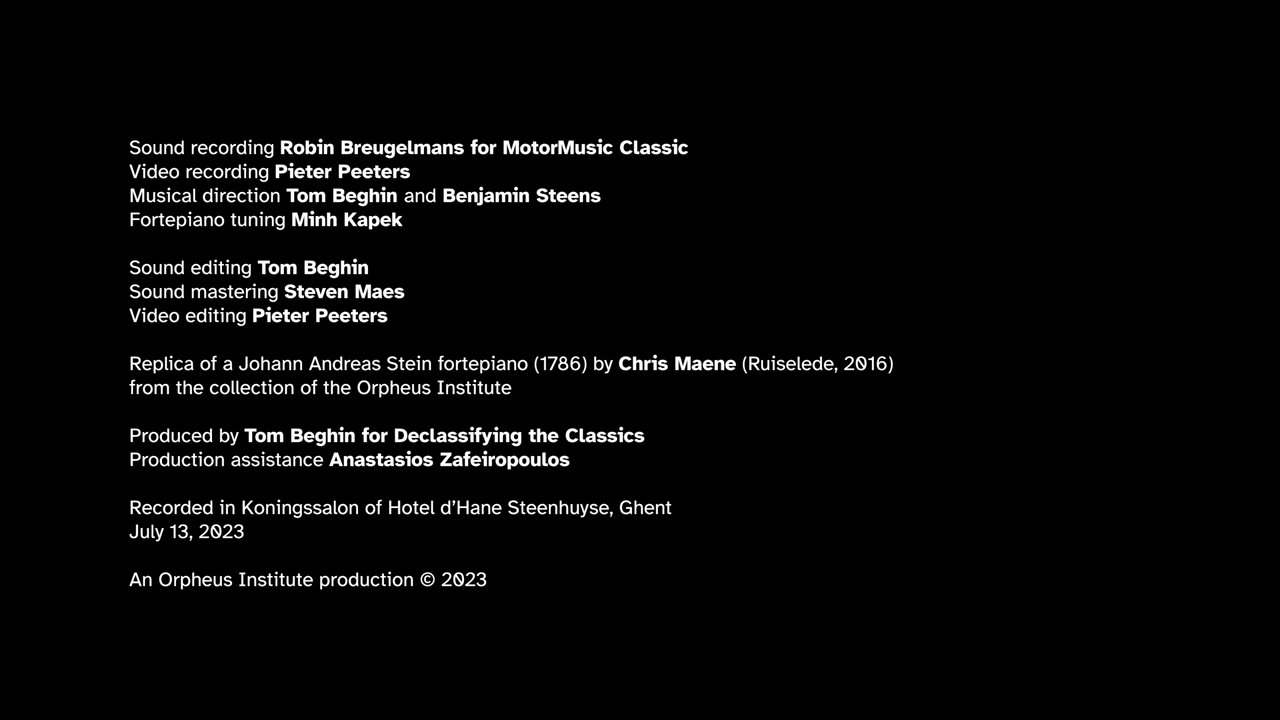 Sound recording Robin Breugelmans for MotorMusic Classic
Video recording Pieter Peeters
Musical direction Tom Beghin and Benjamin Steens
Fortepiano tuning Minh Kapek
Sound editing Tom Beghin
Sound mastering Steven Maes
Video editing Pieter Peeters
Replica of a Johann Andreas Stein fortepiano (1786) by Chris Maene (Ruiselede, 2016)
from the collection of the Orpheus Institute
Produced by Tom Beghin for Declassifying the Classics
Production assistance Anastasios Zafeiropoulos
Recorded in Koningssalon of Hotel d’Hane Steenhuyse, Ghent
July 13, 2023
An Orpheus Institute production © 2023